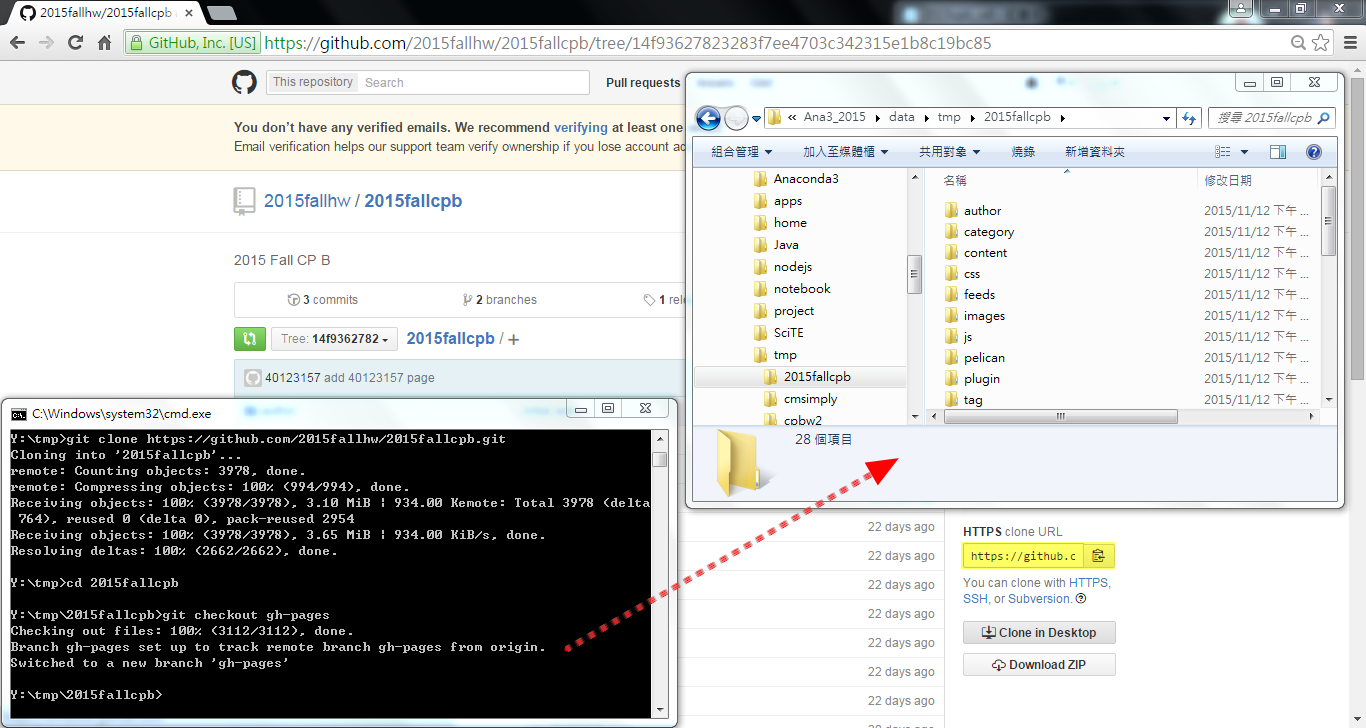 2015fallhw/2015fallcpb
GitHub, Inc. [US] https://github.com/2015fallhw/2015fallcpb/tree/14f93627823283f7ee4703c342315e1b8c19bc85
This repository Search
Pull requests
You don't have any verified emails. We recommend verifying at least one
Email verification helps our support team verify ownership if you lose account
2015fallhw / 2015fallcpb
2015 Fall CP B
3 commits
2 branches
1
Tree: 14f9362782
2015fallcpb / +
40123157 add 40123157 page
« Ana3_2015 data tmp 2015fallcpb
搜尋 2015fallcpb
組合管理
加入至媒體櫃
共用對象
燒錄
新增資料夾
Anaconda3
apps
home
Java
nodejs
notebook
project
SciTE
tmp
2015fallcpb
cmsimply
cpbw2
名稱 修改日期
author 2015/11/12 下午 ...
category 2015/11/12 下午 ...
content 2015/11/12 下午 ...
css 2015/11/12 下午 ...
feeds 2015/11/12 下午 ...
images 2015/11/12 下午 ...
js 2015/11/12 下午 ...
pelican 2015/11/12 下午 ...
plugin 2015/11/12 下午 ...
tag 2015/11/12 下午 ...
28 個項目
C:\Windows\system32\cmd.exe
Y:\tmp>git clone https://github.com/2015fallhw/2015fallcpb.git
Cloning into '2015fallcpb'...
remote: Counting objects: 3978, done.
remote: Compressing objects: 100% (994/994), done.
Receiving objects: 100% (3978/3978), 3.10 MiB | 934.00 Kemote: Total 3978 (delta
764), reused 0 (delta 0), pack-reused 2954
Receiving objects: 100% (3978/3978), 3.65 MiB | 934.00 KiB/s, done.
Resolving deltas: 100% (2662/2662), done.
Y:\tmp>cd 2015fallcpb
Y:\tmp\2015fallcpb>git checkout gh-pages
Checking out files: 100% (3112/3112), done.
Branch gh-pages set up to track remote branch gh-pages from origin.
Switched to a new branch 'gh-pages'
Y:\tmp\2015fallcpb>
22 days ago
22 days ago
22 days ago
22 days ago
22 days ago
22 days ago
22 days ago
HTTPS clone URL
https://github.c
You can clone with HTTPS,
SSH, or Subversion.
Clone in Desktop
Download ZIP